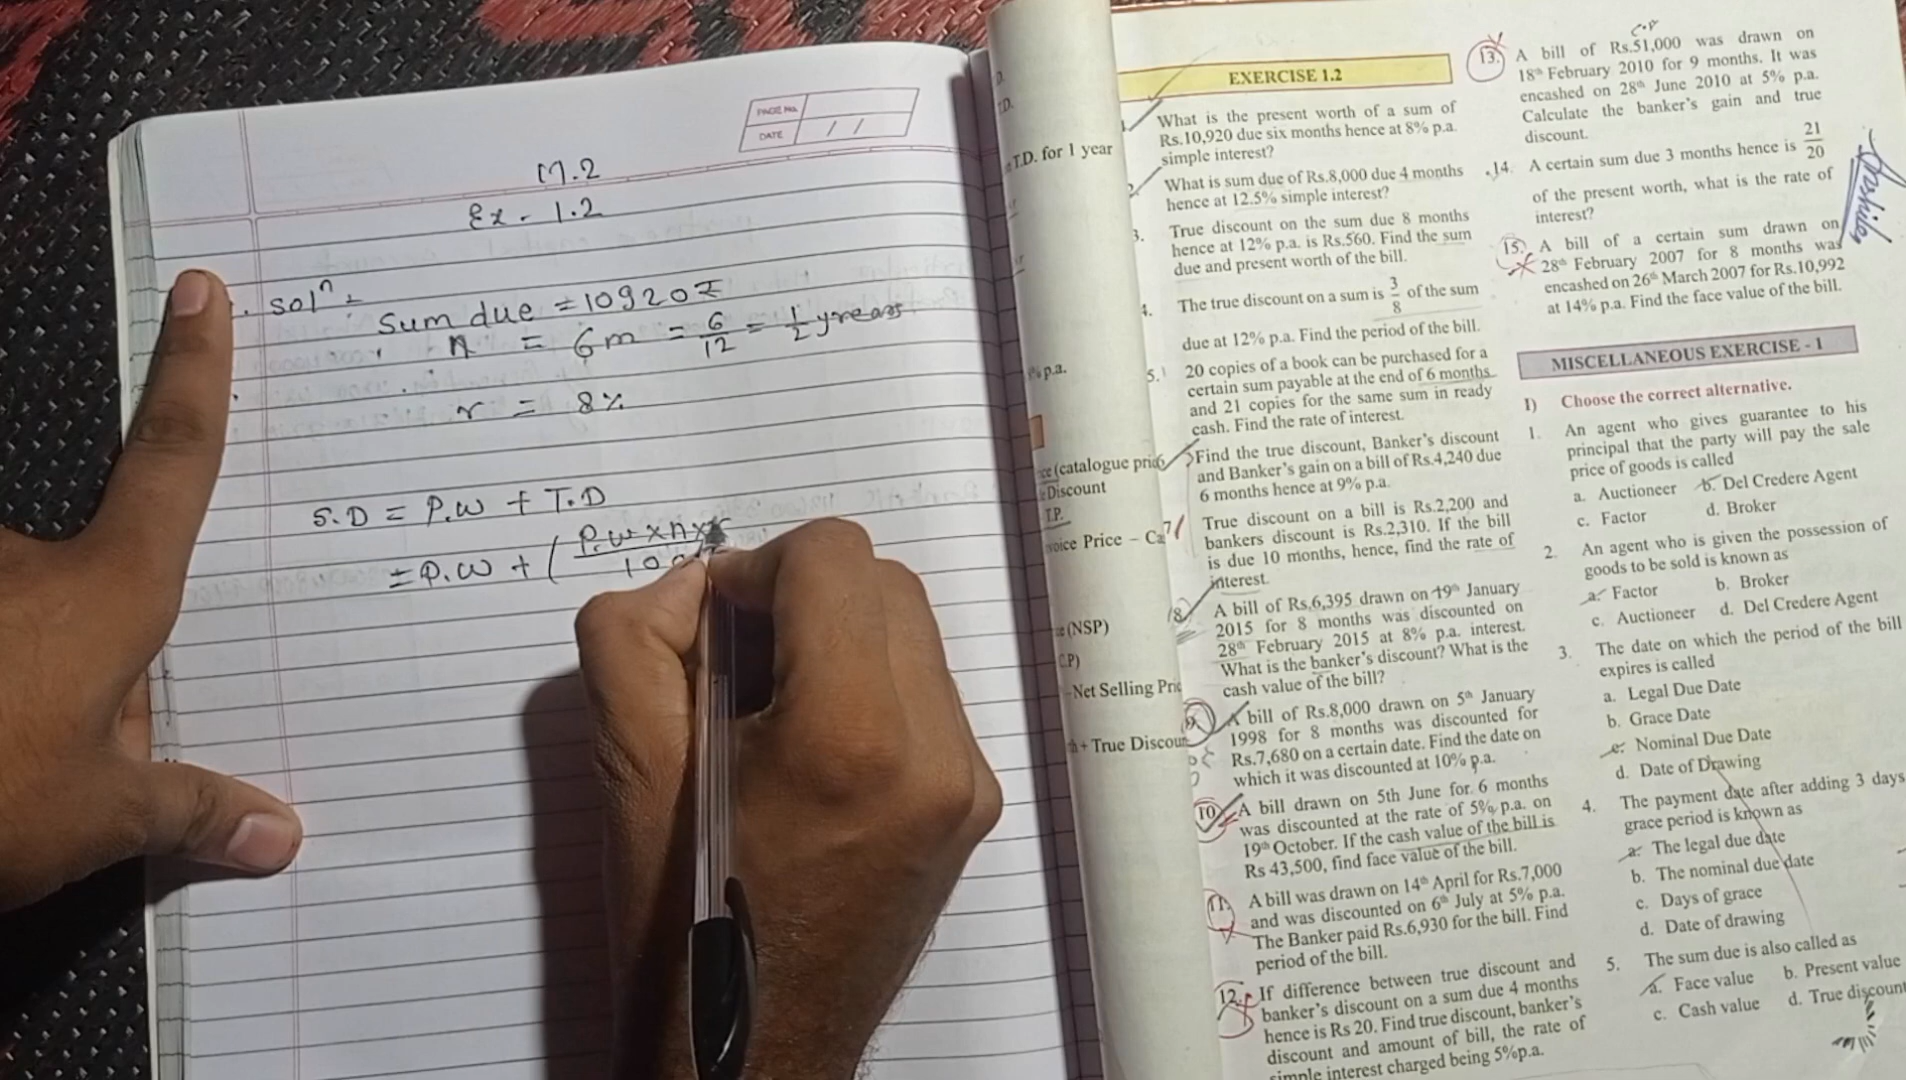 PAGE No.
DATE / /
M.2
Ex - 1.2
solⁿ :
Sum due = 10920₹
n = 6m = 6/12 = 1/2 yrears
r = 8%
S.D = P.W + T.D
= P.W + ( P.W x n x
D.
T.D.
T.D. for 1 year
% p.a.
(catalogue pric
Discount
T.P.
Price – Ca
(NSP)
C.P)
Net Selling Pric
+ True Discoun
EXERCISE 1.2
What is the present worth of a sum of
Rs.10,920 due six months hence at 8% p.a.
simple interest?
What is sum due of Rs.8,000 due 4 months
hence at 12.5% simple interest?
3. True discount on the sum due 8 months
hence at 12% p.a. is Rs.560. Find the sum
due and present worth of the bill.
4. The true discount on a sum is 3/8 of the sum
due at 12% p.a. Find the period of the bill.
5. 20 copies of a book can be purchased for a
certain sum payable at the end of 6 months
and 21 copies for the same sum in ready
cash. Find the rate of interest.
Find the true discount, Banker's discount
and Banker's gain on a bill of Rs.4,240 due
6 months hence at 9% p.a.
7 True discount on a bill is Rs.2,200 and
bankers discount is Rs.2,310. If the bill
is due 10 months, hence, find the rate of
interest.
8 A bill of Rs.6,395 drawn on 19th January
2015 for 8 months was discounted on
28th February 2015 at 8% p.a. interest.
What is the banker's discount? What is the
cash value of the bill?
9 A bill of Rs.8,000 drawn on 5th January
1998 for 8 months was discounted for
Rs.7,680 on a certain date. Find the date on
which it was discounted at 10% p.a.
10 A bill drawn on 5th June for 6 months
was discounted at the rate of 5% p.a. on
19th October. If the cash value of the bill is
Rs 43,500, find face value of the bill.
11. A bill was drawn on 14th April for Rs.7,000
and was discounted on 6th July at 5% p.a.
The Banker paid Rs.6,930 for the bill. Find
period of the bill.
12. If difference between true discount and
banker's discount on a sum due 4 months
hence is Rs 20. Find true discount, banker's
discount and amount of bill, the rate of
simple interest charged being 5%p.a.
C.P
13. A bill of Rs.51,000 was drawn on
18th February 2010 for 9 months. It was
encashed on 28th June 2010 at 5% p.a.
Calculate the banker's gain and true
discount.
14. A certain sum due 3 months hence is 21/20
of the present worth, what is the rate of
interest?
15. A bill of a certain sum drawn on
28th February 2007 for 8 months was
encashed on 26th March 2007 for Rs.10,992
at 14% p.a. Find the face value of the bill.
MISCELLANEOUS EXERCISE - 1
I) Choose the correct alternative.
1. An agent who gives guarantee to his
principal that the party will pay the sale
price of goods is called
a. Auctioneer b. Del Credere Agent
c. Factor d. Broker
2. An agent who is given the possession of
goods to be sold is known as
a. Factor b. Broker
c. Auctioneer d. Del Credere Agent
3. The date on which the period of the bill
expires is called
a. Legal Due Date
b. Grace Date
c. Nominal Due Date
d. Date of Drawing
4. The payment date after adding 3 days
grace period is known as
a. The legal due date
b. The nominal due date
c. Days of grace
d. Date of drawing
5. The sum due is also called as
a. Face value b. Present value
c. Cash value d. True discount